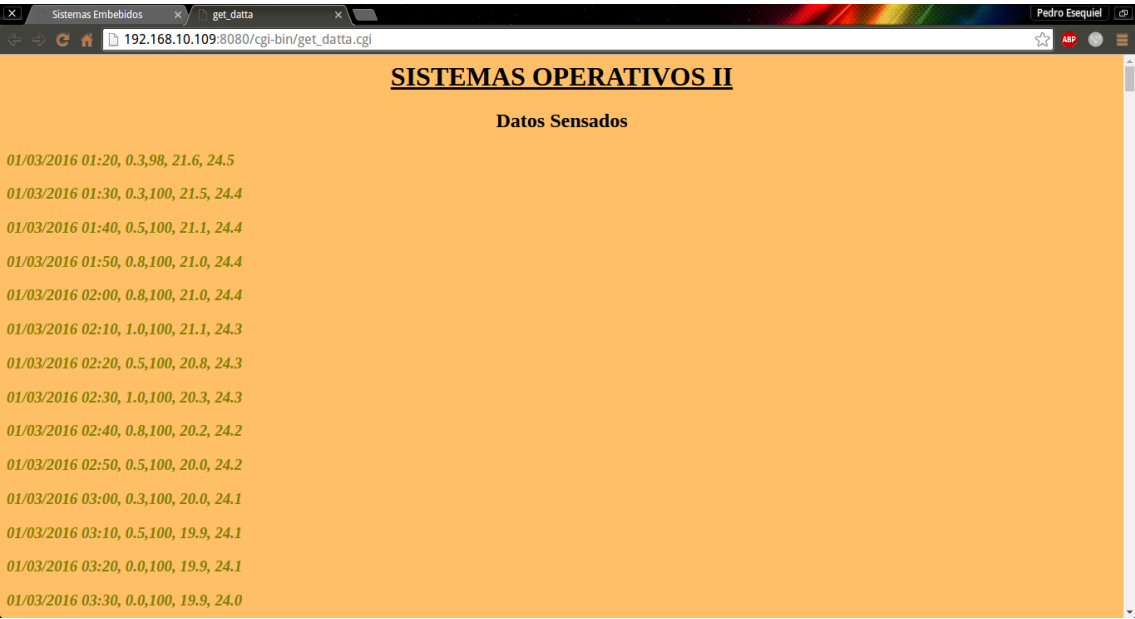 Sistemas Embebidos
get_datta
Pedro Esequiel
192.168.10.109:8080/cgi-bin/get_datta.cgi
ABP
SISTEMAS OPERATIVOS II
Datos Sensados
01/03/2016 01:20, 0.3,98, 21.6, 24.5
01/03/2016 01:30, 0.3,100, 21.5, 24.4
01/03/2016 01:40, 0.5,100, 21.1, 24.4
01/03/2016 01:50, 0.8,100, 21.0, 24.4
01/03/2016 02:00, 0.8,100, 21.0, 24.4
01/03/2016 02:10, 1.0,100, 21.1, 24.3
01/03/2016 02:20, 0.5,100, 20.8, 24.3
01/03/2016 02:30, 1.0,100, 20.3, 24.3
01/03/2016 02:40, 0.8,100, 20.2, 24.2
01/03/2016 02:50, 0.5,100, 20.0, 24.2
01/03/2016 03:00, 0.3,100, 20.0, 24.1
01/03/2016 03:10, 0.5,100, 19.9, 24.1
01/03/2016 03:20, 0.0,100, 19.9, 24.1
01/03/2016 03:30, 0.0,100, 19.9, 24.0